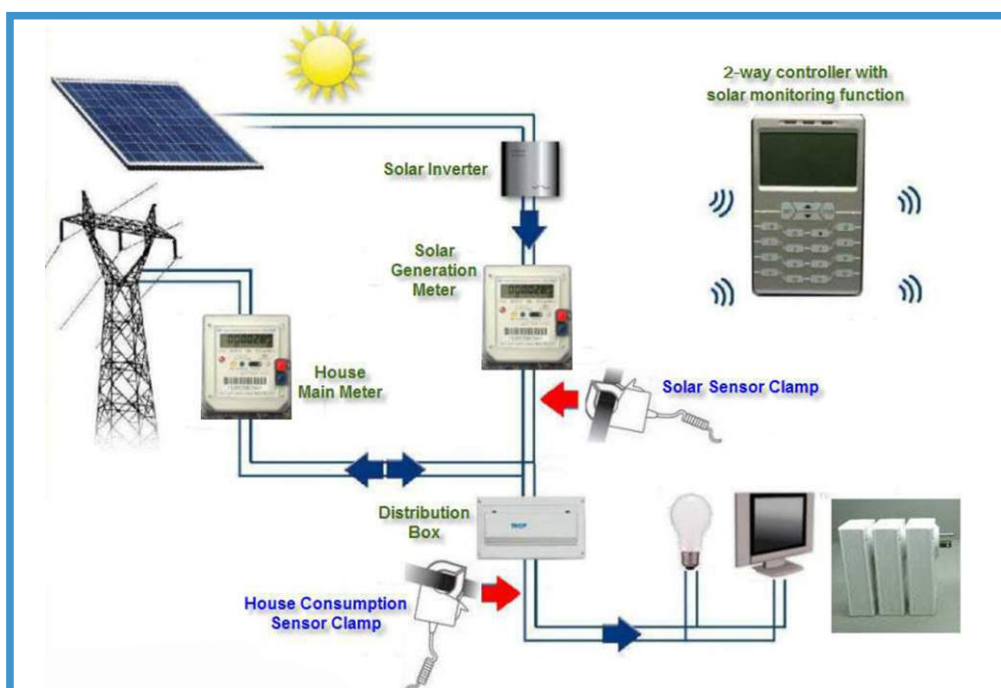 2-way controller with
solar monitoring function
Solar Inverter
Solar
Generation
Meter
House
Main Meter
Solar Sensor Clamp
Distribution
Box
House Consumption
Sensor Clamp